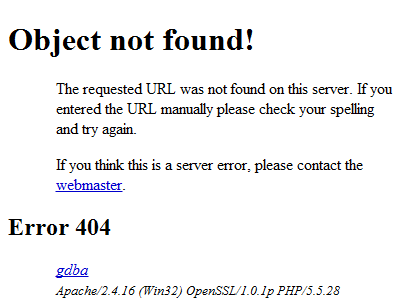 Object not found!
The requested URL was not found on this server. If you
entered the URL manually please check your spelling
and try again.
If you think this is a server error, please contact the
webmaster.
Error 404
gdba
Apache/2.4.16 (Win32) OpenSSL/1.0.1p PHP/5.5.28